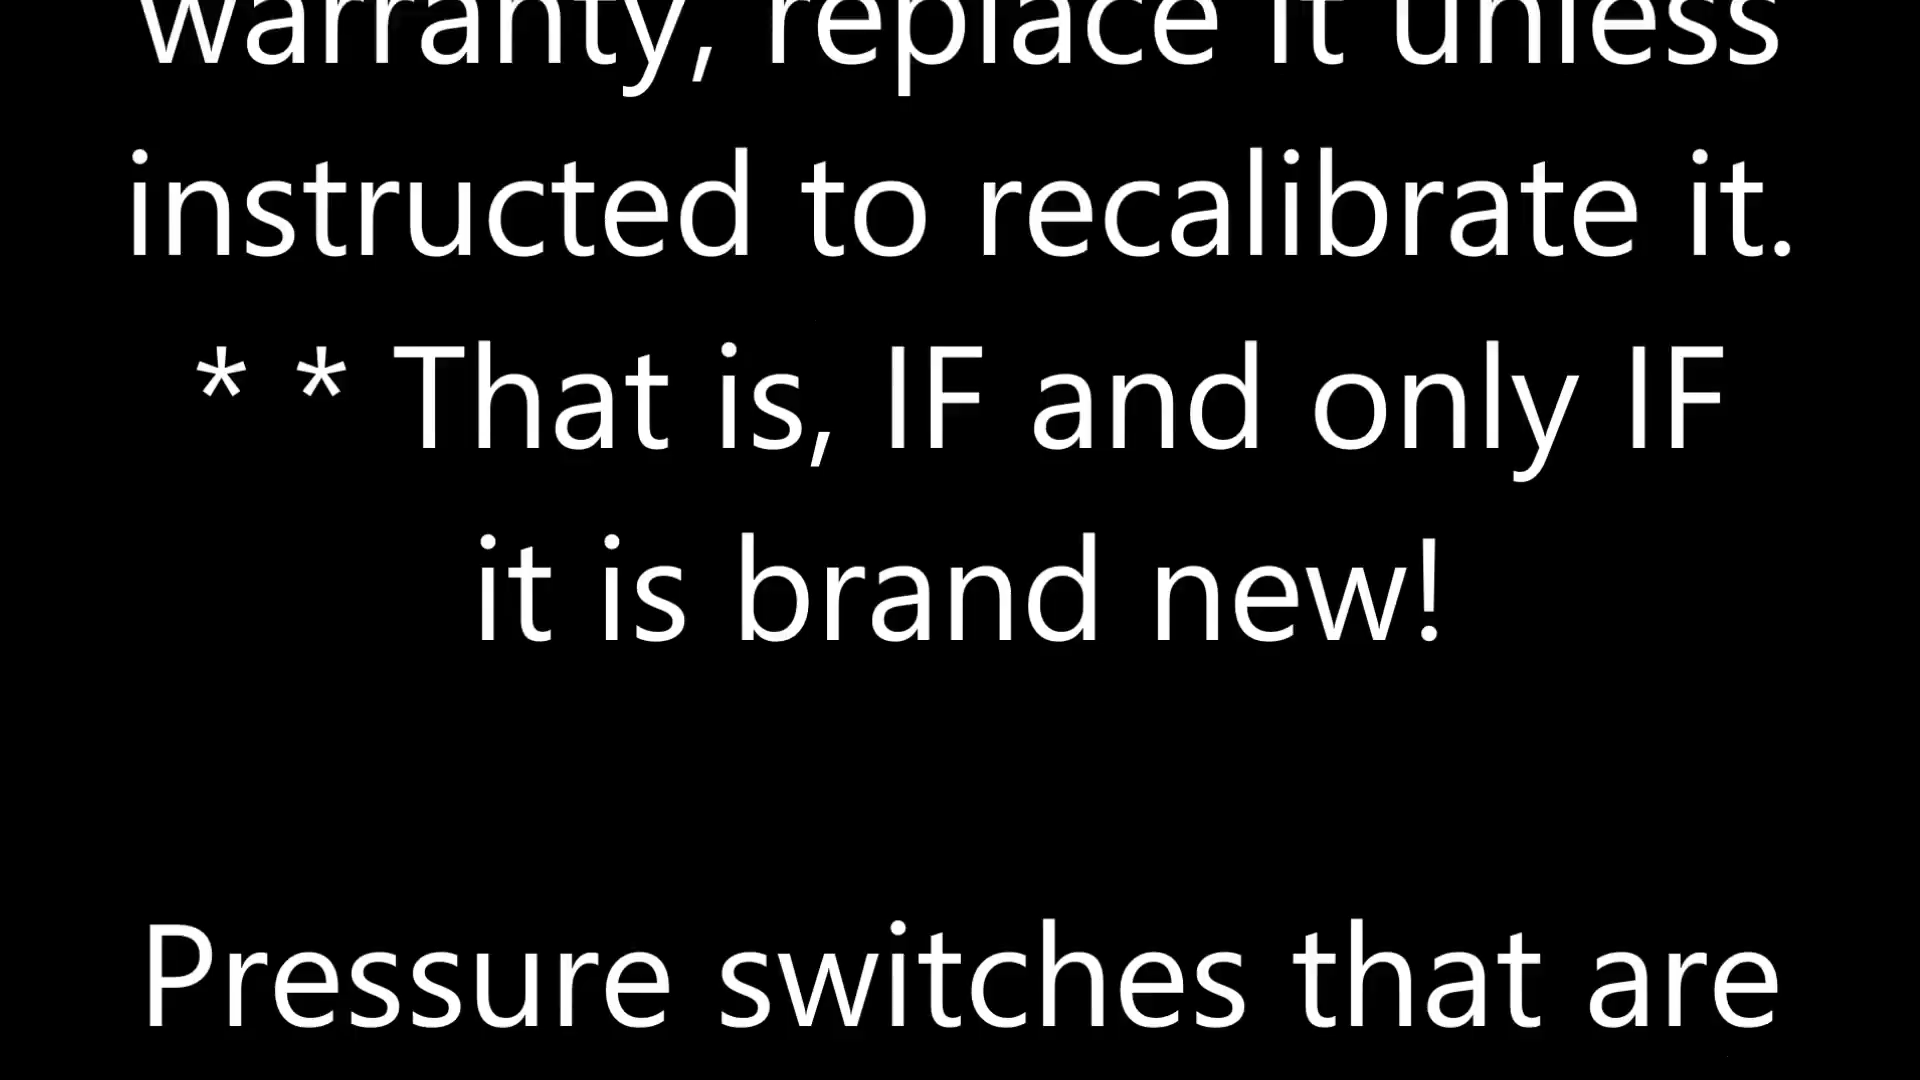 warranty, replace it unless
instructed to recalibrate it.
* * That is, IF and only IF
it is brand new!
Pressure switches that are